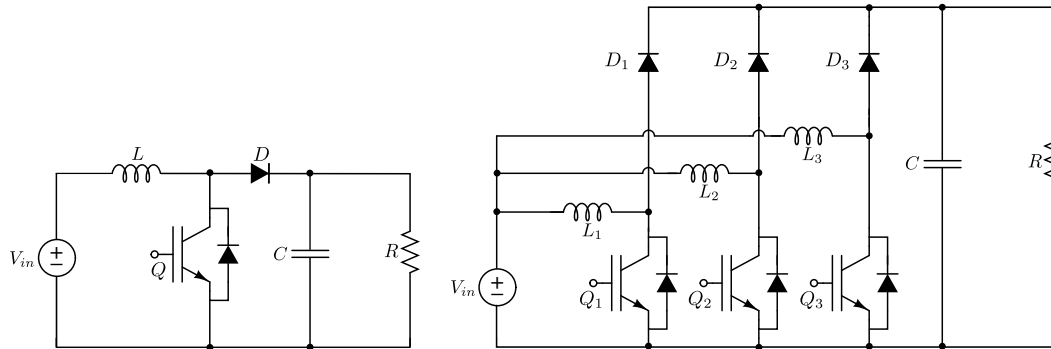 L
D
V_in
Q
C
R
D_1
D_2
D_3
L_3
L_2
L_1
V_in
Q_1
Q_2
Q_3
C
R